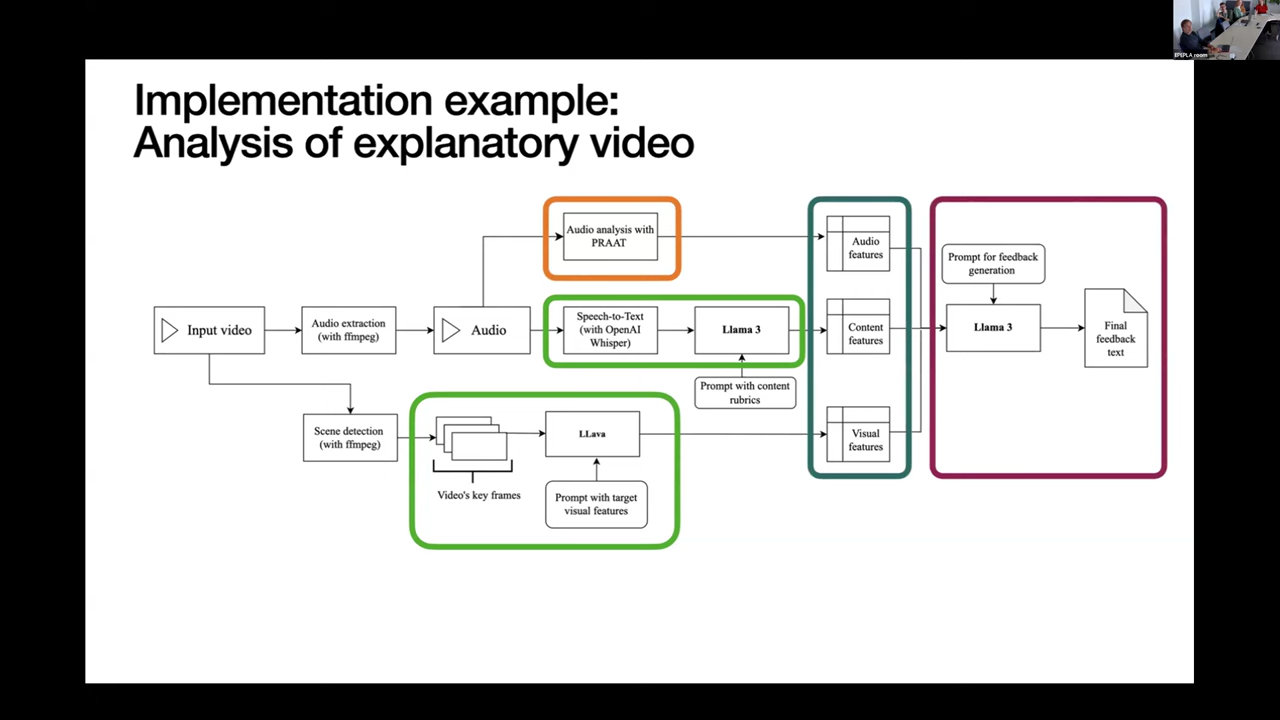 Implementation example:
Analysis of explanatory video
Audio analysis with
PRAAT
Audio
features
Prompt for feedback
generation
Input video
Audio extraction
(with ffmpeg)
Audio
Speech-to-Text
(with OpenAI
Whisper)
Llama 3
Content
features
Llama 3
Final
feedback
text
Prompt with content
rubrics
Scene detection
(with ffmpeg)
LLava
Visual
features
Video's key frames
Prompt with target
visual features
room